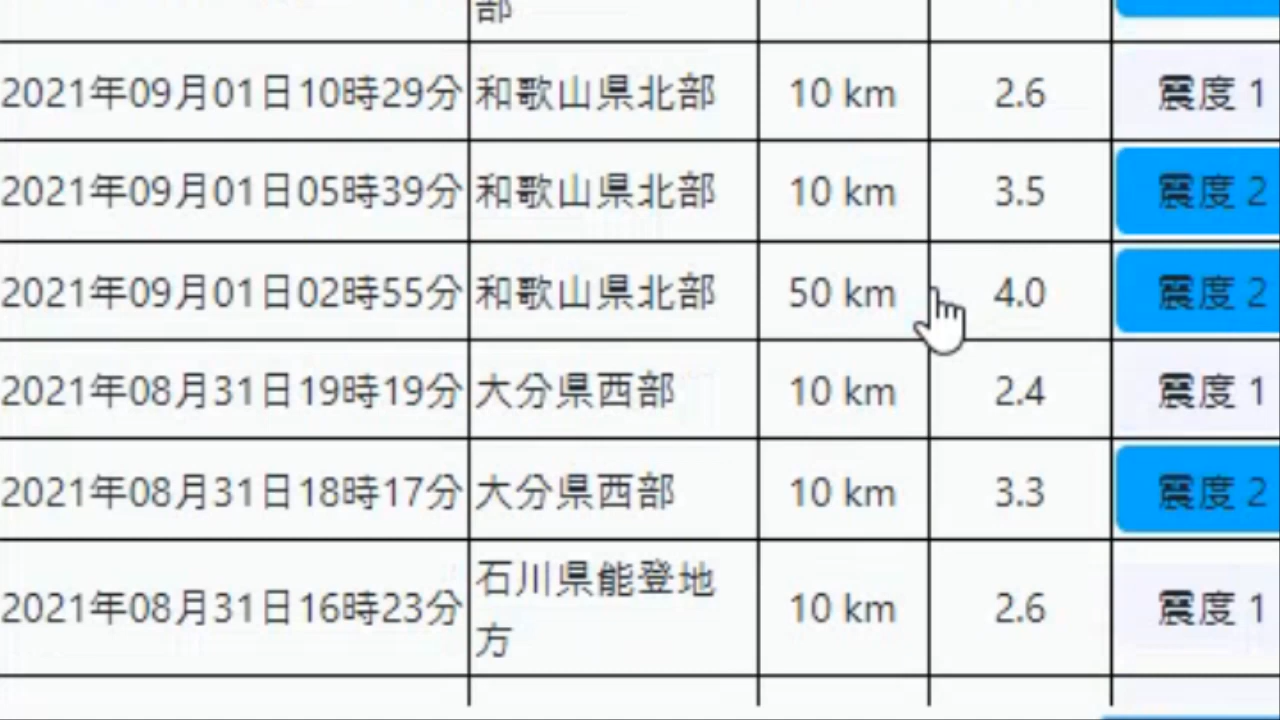 部
2021年09月01日10時29分 和歌山県北部 10 km 2.6 震度 1
2021年09月01日05時39分 和歌山県北部 10 km 3.5 震度 2
2021年09月01日02時55分 和歌山県北部 50 km 4.0 震度 2
2021年08月31日19時19分 大分県西部 10 km 2.4 震度 1
2021年08月31日18時17分 大分県西部 10 km 3.3 震度 2
2021年08月31日16時23分 石川県能登地方 10 km 2.6 震度 1